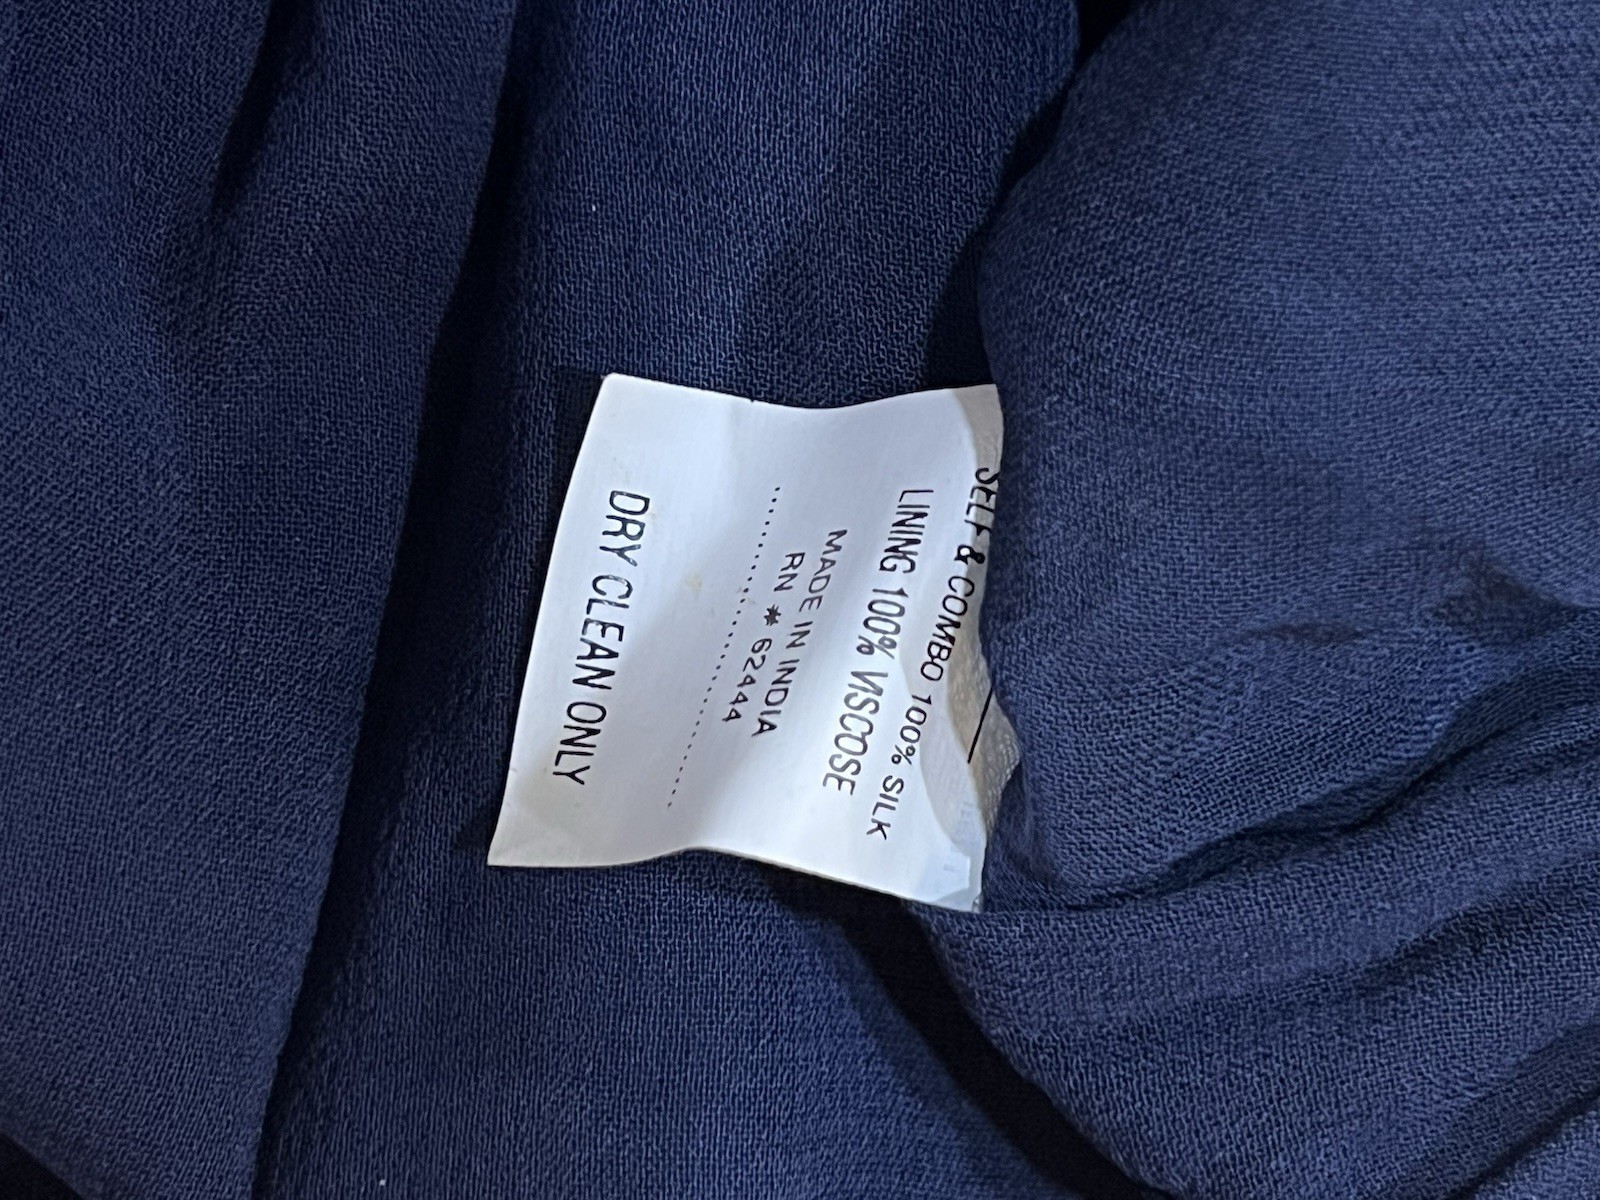 SELF & COMBO 100% SILK
LINING 100% VISCOSE
MADE IN INDIA
RN # 62444
....................................
DRY CLEAN ONLY